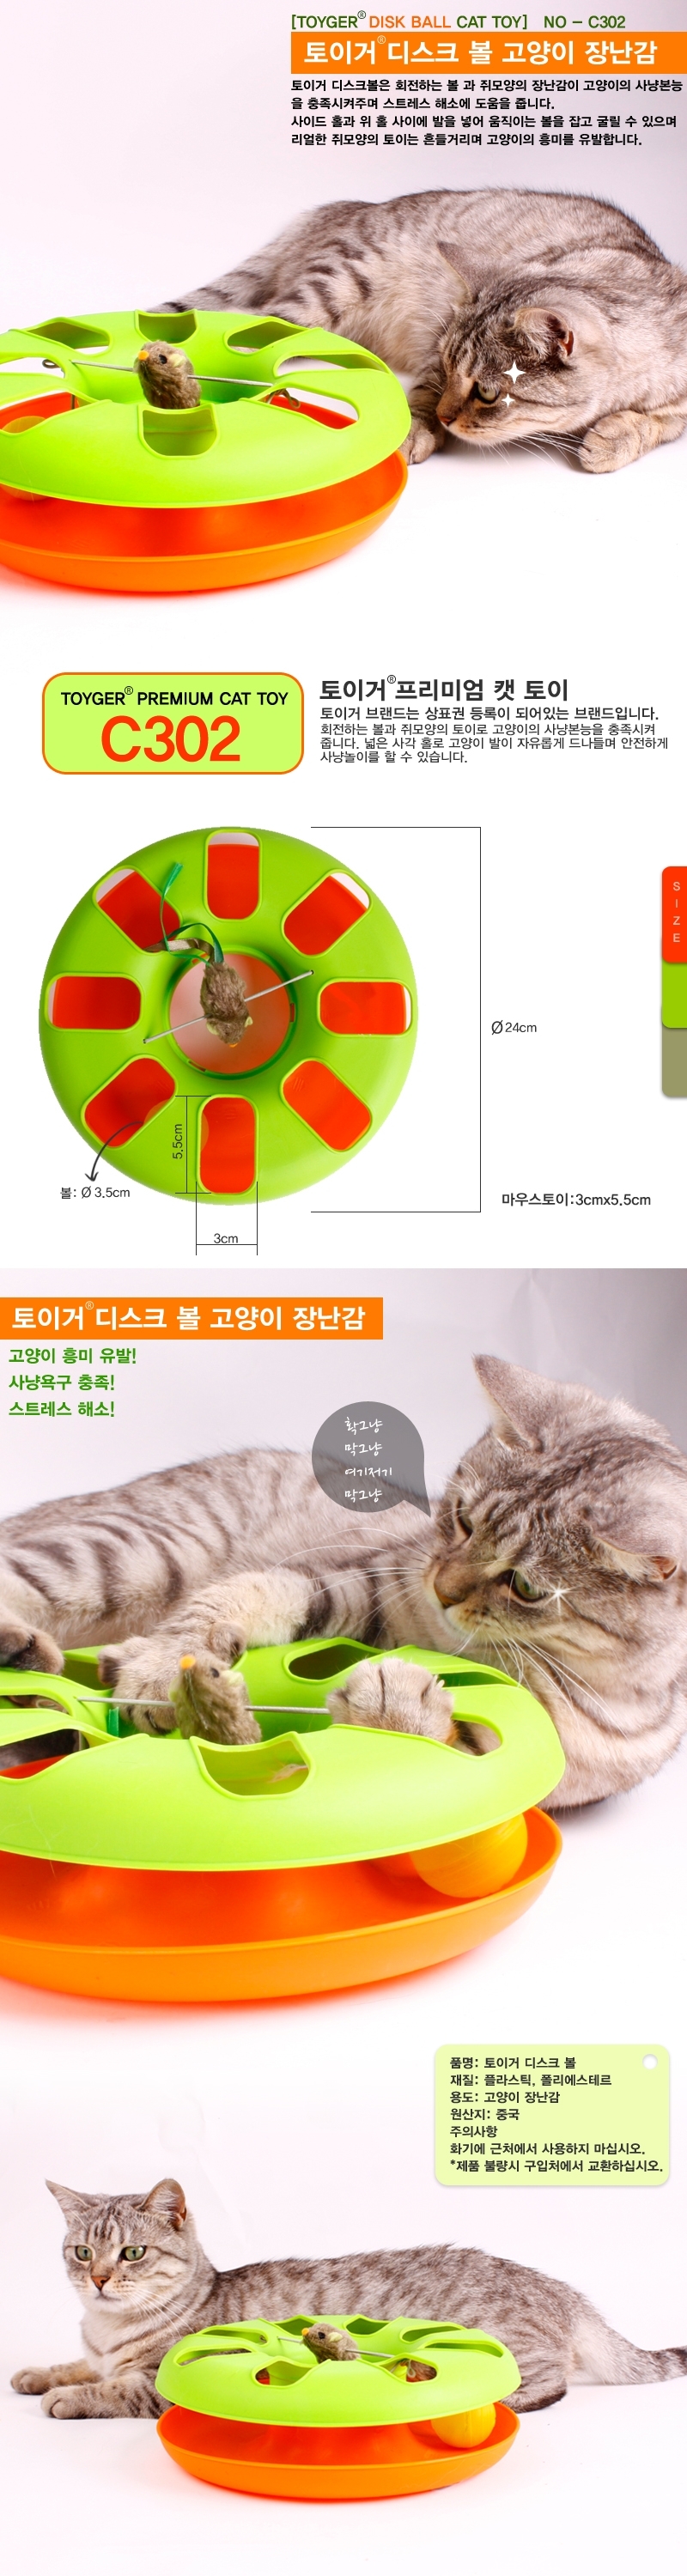 [TOYGER® DISK BALL CAT TOY] NO - C302
토이거®디스크 볼 고양이 장난감
토이거 디스크볼은 회전하는 볼 과 쥐모양의 장난감이 고양이의 사냥본능
을 충족시켜주며 스트레스 해소에 도움을 줍니다.
사이드 홀과 위 홀 사이에 발을 넣어 움직이는 볼을 잡고 굴릴 수 있으며
리얼한 쥐모양의 토이는 흔들거리며 고양이의 흥미를 유발합니다.
TOYGER® PREMIUM CAT TOY
C302
토이거®프리미엄 캣 토이
토이거 브랜드는 상표권 등록이 되어있는 브랜드입니다.
회전하는 볼과 쥐모양의 토이로 고양이의 사냥본능을 충족시켜
줍니다. 넓은 사각 홀로 고양이 발이 자유롭게 드나들며 안전하게
사냥놀이를 할 수 있습니다.
SIZE
Ø24cm
5.5cm
볼: Ø 3.5cm
마우스토이:3cmx5.5cm
3cm
토이거®디스크 볼 고양이 장난감
고양이 흥미 유발!
사냥욕구 충족!
스트레스 해소!
확그냥
막그냥
여기저기
막그냥
품명: 토이거 디스크 볼
재질: 플라스틱, 폴리에스테르
용도: 고양이 장난감
원산지: 중국
주의사항
화기에 근처에서 사용하지 마십시오.
*제품 불량시 구입처에서 교환하십시오.